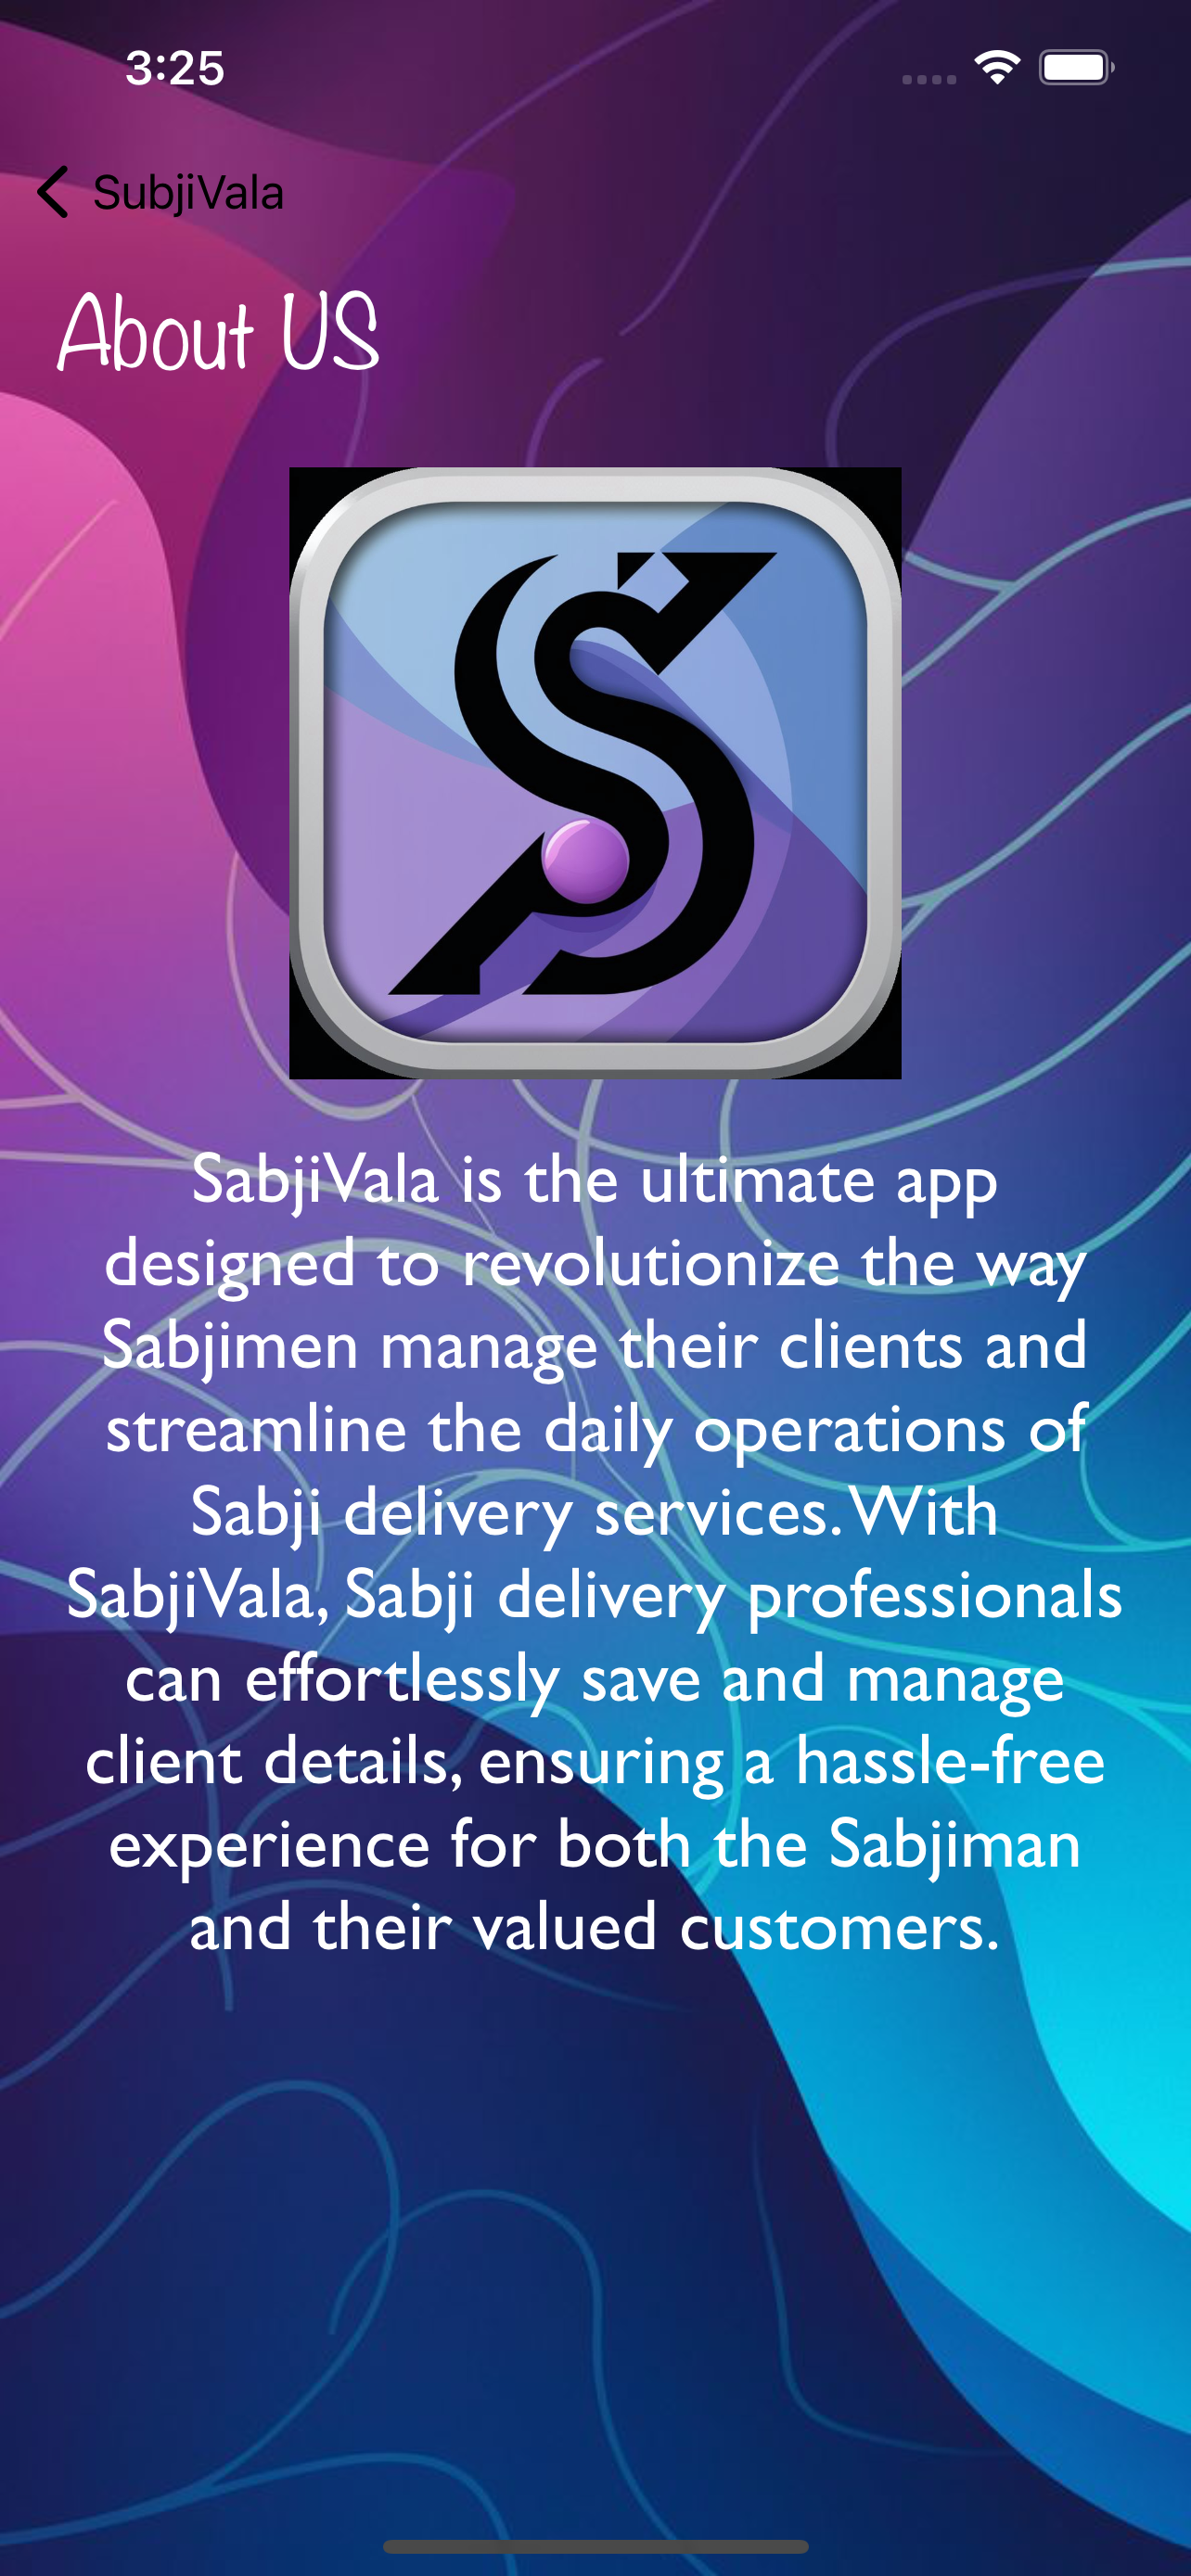 3:25
SubjiVala
About US
SabjiVala is the ultimate app
designed to revolutionize the way
Sabjimen manage their clients and
streamline the daily operations of
Sabji delivery services. With
SabjiVala, Sabji delivery professionals
can effortlessly save and manage
client details, ensuring a hassle-free
experience for both the Sabjiman
and their valued customers.